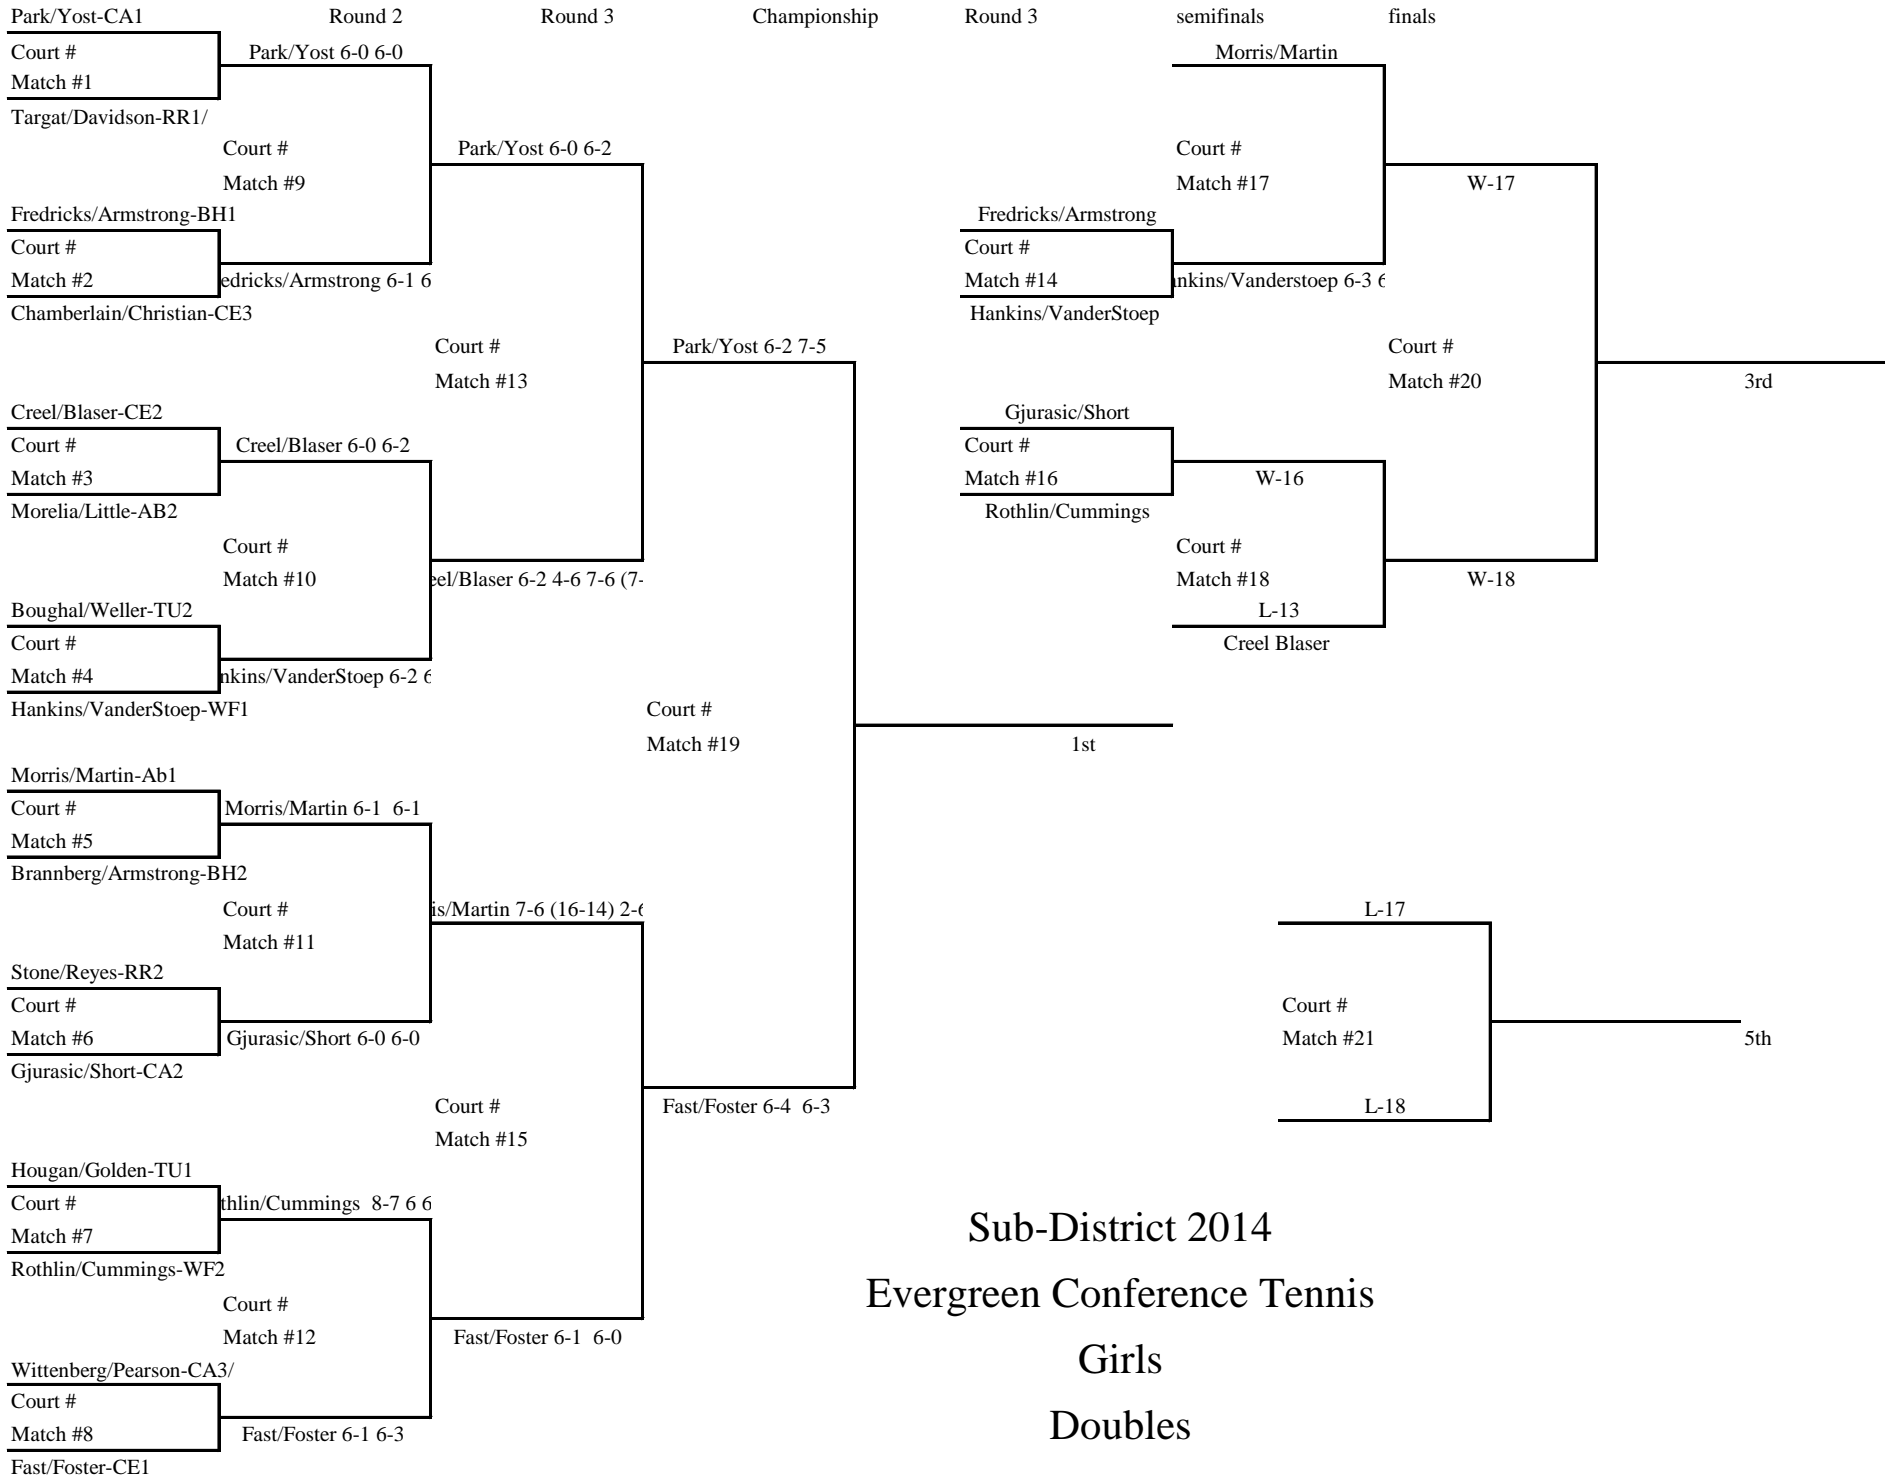 Park/Yost-CA1 Round 2 Round 3 Championship Round 3 semifinals finals
Court # Park/Yost 6-0 6-0 Morris/Martin
Match #1
Targat/Davidson-RR1/
Court # Park/Yost 6-0 6-2 Court #
Match #9 Match #17 W-17
Fredricks/Armstrong-BH1 Fredricks/Armstrong
Court # Court #
Match #2 edricks/Armstrong 6-1 6 Match #14 nkins/Vanderstoep 6-3 6
Chamberlain/Christian-CE3 Hankins/VanderStoep
Court # Park/Yost 6-2 7-5 Court #
Match #13 Match #20 3rd
Creel/Blaser-CE2 Gjurasic/Short
Court # Creel/Blaser 6-0 6-2 Court #
Match #3 Match #16 W-16
Morelia/Little-AB2 Rothlin/Cummings
Court # Court #
Match #10 eel/Blaser 6-2 4-6 7-6 (7- Match #18 W-18
Boughal/Weller-TU2 L-13
Court # Creel Blaser
Match #4 nkins/VanderStoep 6-2 6
Hankins/VanderStoep-WF1 Court #
Match #19 1st
Morris/Martin-Ab1
Court # Morris/Martin 6-1 6-1
Match #5
Brannberg/Armstrong-BH2
Court # is/Martin 7-6 (16-14) 2-6 L-17
Match #11
Stone/Reyes-RR2
Court # Court #
Match #6 Gjurasic/Short 6-0 6-0 Match #21 5th
Gjurasic/Short-CA2
Court # Fast/Foster 6-4 6-3 L-18
Match #15
Hougan/Golden-TU1
Court # thlin/Cummings 8-7 6 6
Match #7
Rothlin/Cummings-WF2
Court #
Match #12 Fast/Foster 6-1 6-0
Wittenberg/Pearson-CA3/
Court #
Match #8 Fast/Foster 6-1 6-3
Fast/Foster-CE1
Sub-District 2014
Evergreen Conference Tennis
Girls
Doubles